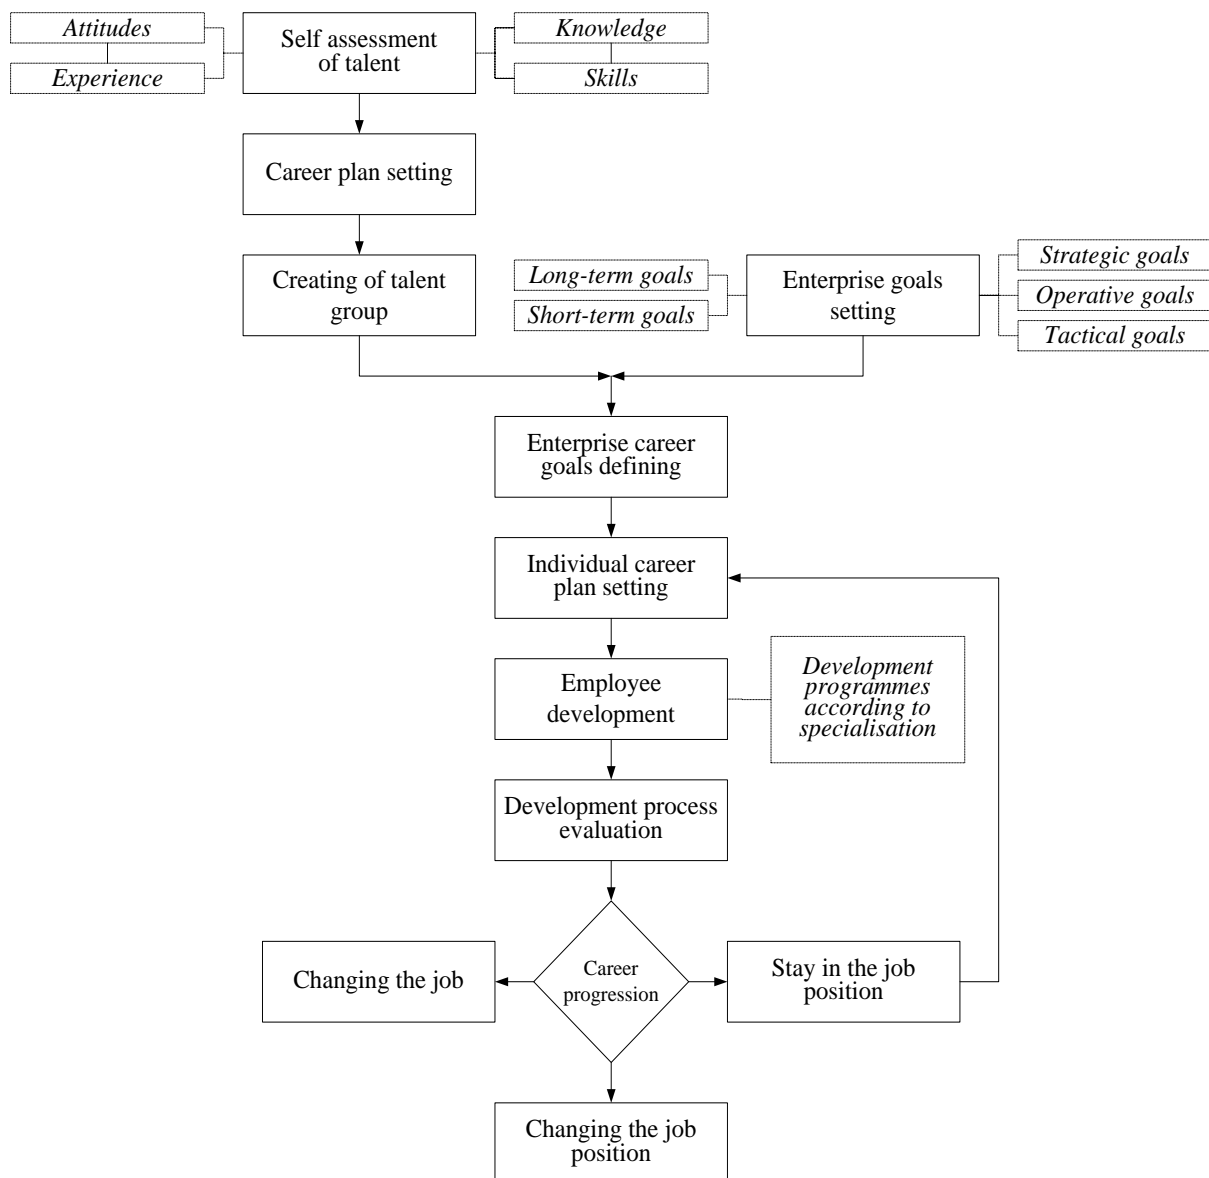 Attitudes
Experience
Self assessment
of talent
Knowledge
Skills
Career plan setting
Creating of talent
group
Long-term goals
Short-term goals
Enterprise goals
setting
Strategic goals
Operative goals
Tactical goals
Enterprise career
goals defining
Individual career
plan setting
Employee
development
Development
programmes
according to
specialisation
Development process
evaluation
Changing the job
Career
progression
Stay in the job
position
Changing the job
position